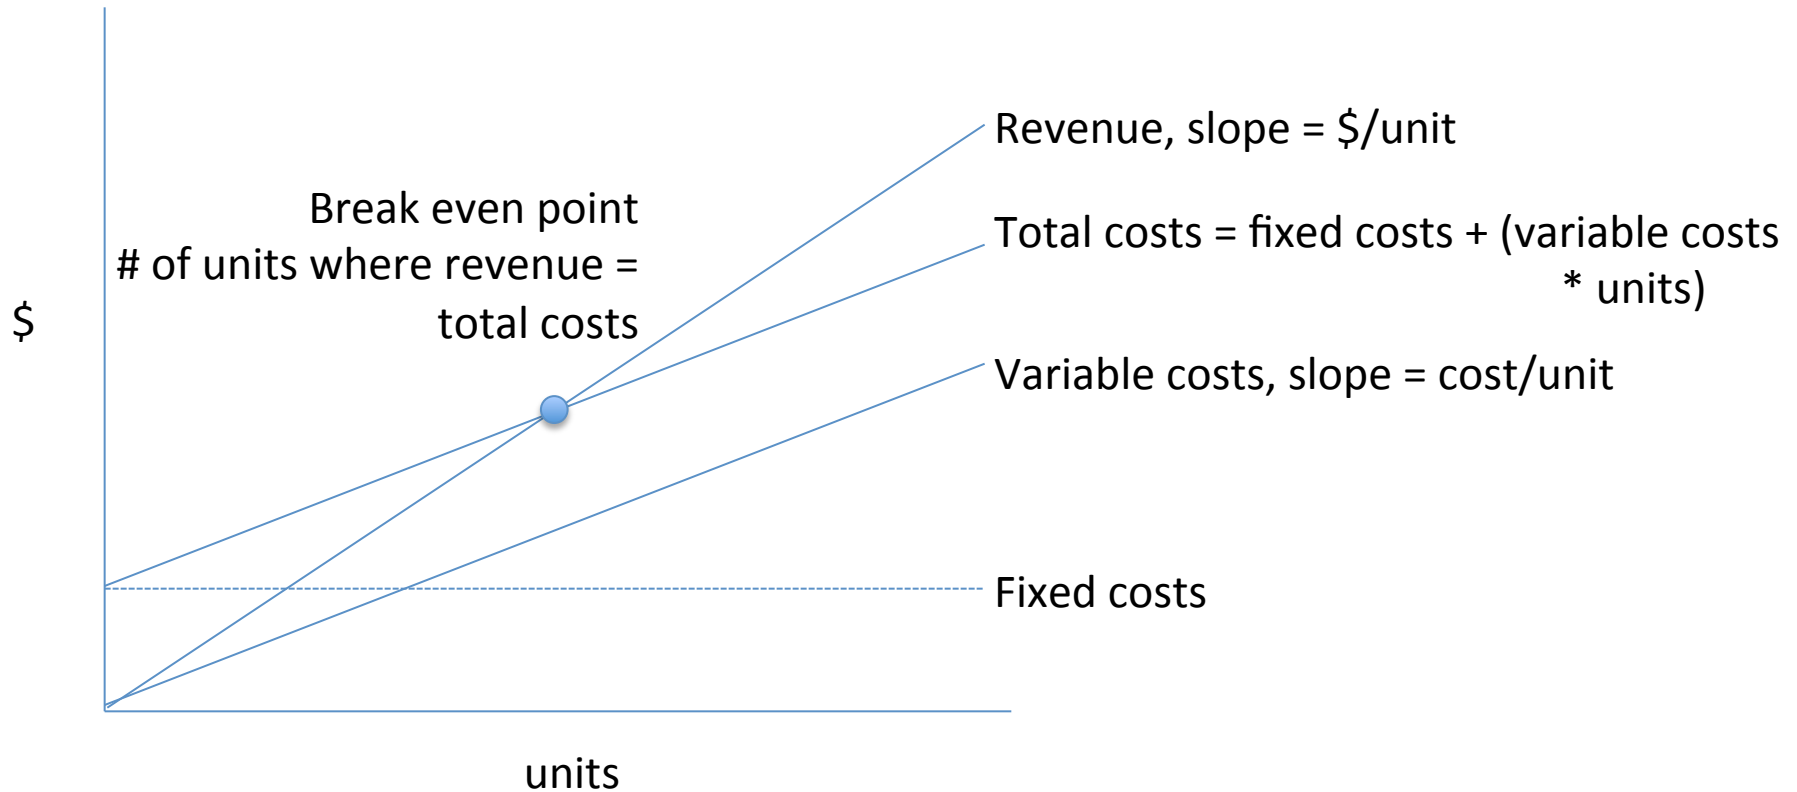 Revenue, slope = $/unit
Break even point
# of units where revenue =
total costs
Total costs = fixed costs + (variable costs
* units)
$
Variable costs, slope = cost/unit
Fixed costs
units